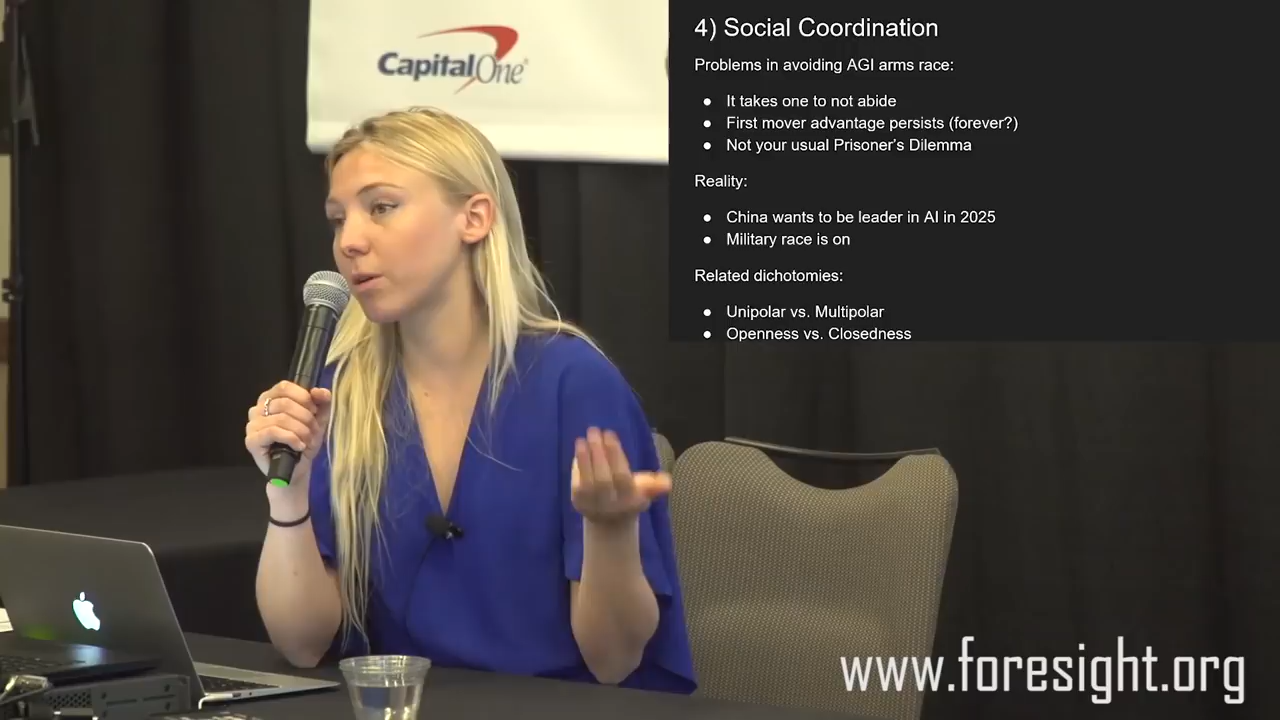 CapitalOne
4) Social Coordination
Problems in avoiding AGI arms race:
● It takes one to not abide
● First mover advantage persists (forever?)
● Not your usual Prisoner's Dilemma
Reality:
● China wants to be leader in AI in 2025
● Military race is on
Related dichotomies:
● Unipolar vs. Multipolar
● Openness vs. Closedness
www.foresight.org